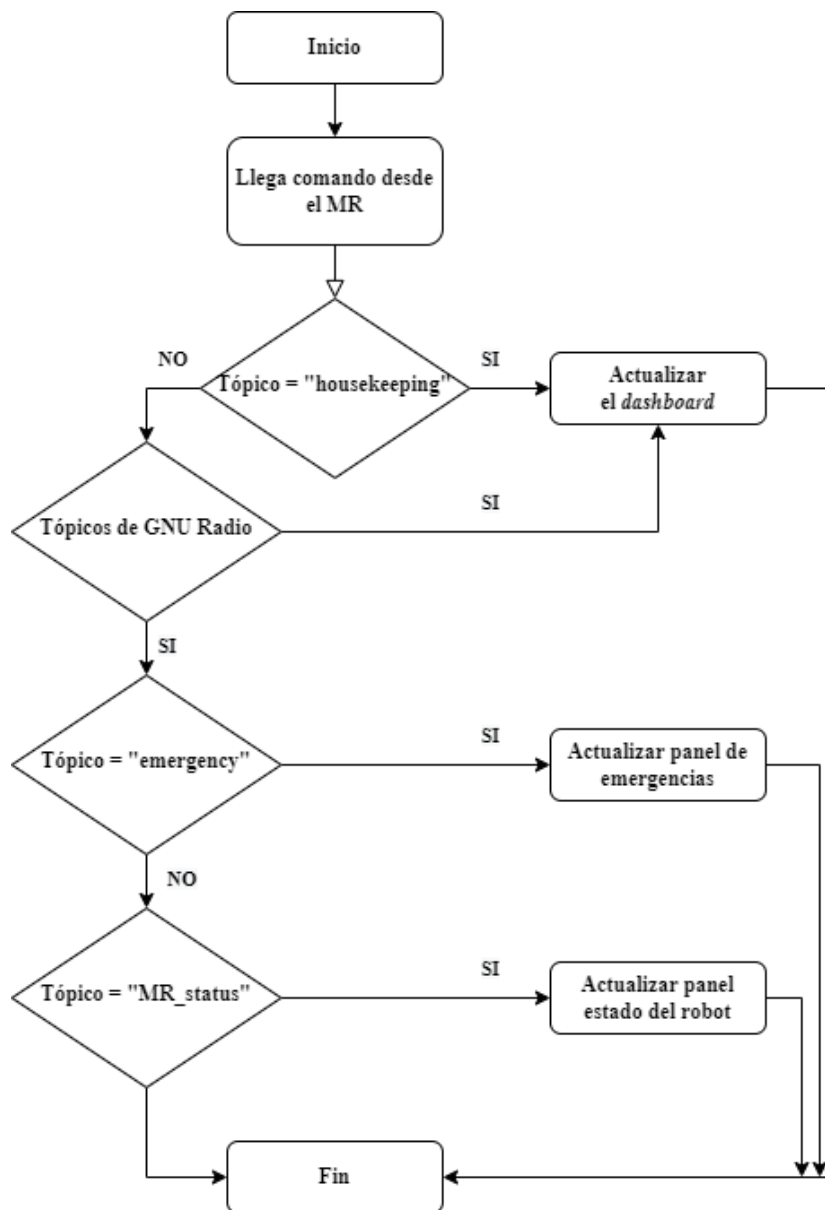 Inicio
Llega comando desde
el MR
NO
SI
Tópico = "housekeeping"
Actualizar
el dashboard
SI
Tópicos de GNU Radio
SI
SI
Tópico = "emergency"
Actualizar panel de
emergencias
NO
SI
Tópico = "MR_status"
Actualizar panel
estado del robot
Fin